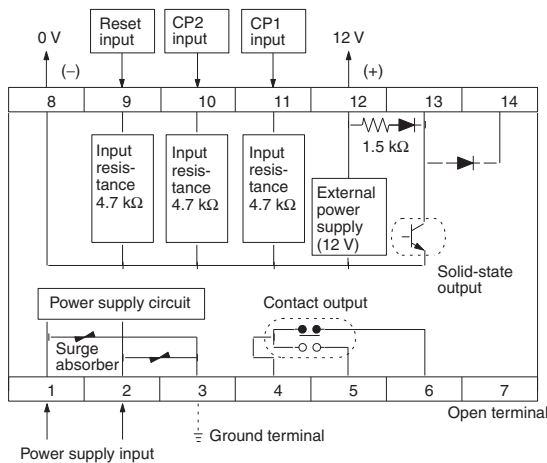 0 V
Reset
input
CP2
input
CP1
input
12 V
(−)
(+)
8
9
10
11
12
13
14
Input
resis-
tance
4.7 kΩ
Input
resis-
tance
4.7 kΩ
Input
resis-
tance
4.7 kΩ
1.5 kΩ
External
power
supply
(12 V)
Solid-state
output
Power supply circuit
Contact output
Surge
absorber
1
2
3
4
5
6
7
Open terminal
Ground terminal
Power supply input